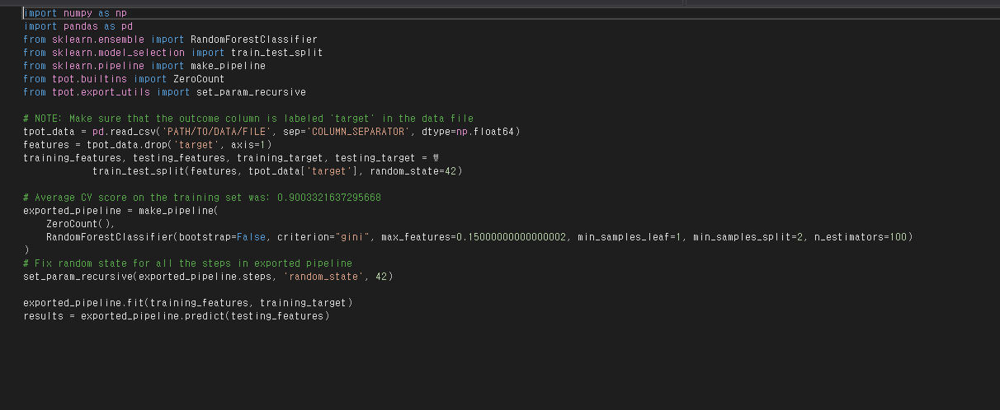 import numpy as np
import pandas as pd
from sklearn.ensemble import RandomForestClassifier
from sklearn.model_selection import train_test_split
from sklearn.pipeline import make_pipeline
from tpot.builtins import ZeroCount
from tpot.export_utils import set_param_recursive

# NOTE: Make sure that the outcome column is labeled 'target' in the data file
tpot_data = pd.read_csv('PATH/TO/DATA/FILE', sep='COLUMN_SEPARATOR', dtype=np.float64)
features = tpot_data.drop('target', axis=1)
training_features, testing_features, training_target, testing_target = ₩
            train_test_split(features, tpot_data['target'], random_state=42)

# Average CV score on the training set was: 0.9003321637295668
exported_pipeline = make_pipeline(
    ZeroCount(),
    RandomForestClassifier(bootstrap=False, criterion="gini", max_features=0.15000000000000002, min_samples_leaf=1, min_samples_split=2, n_estimators=100)
)
# Fix random state for all the steps in exported pipeline
set_param_recursive(exported_pipeline.steps, 'random_state', 42)

exported_pipeline.fit(training_features, training_target)
results = exported_pipeline.predict(testing_features)